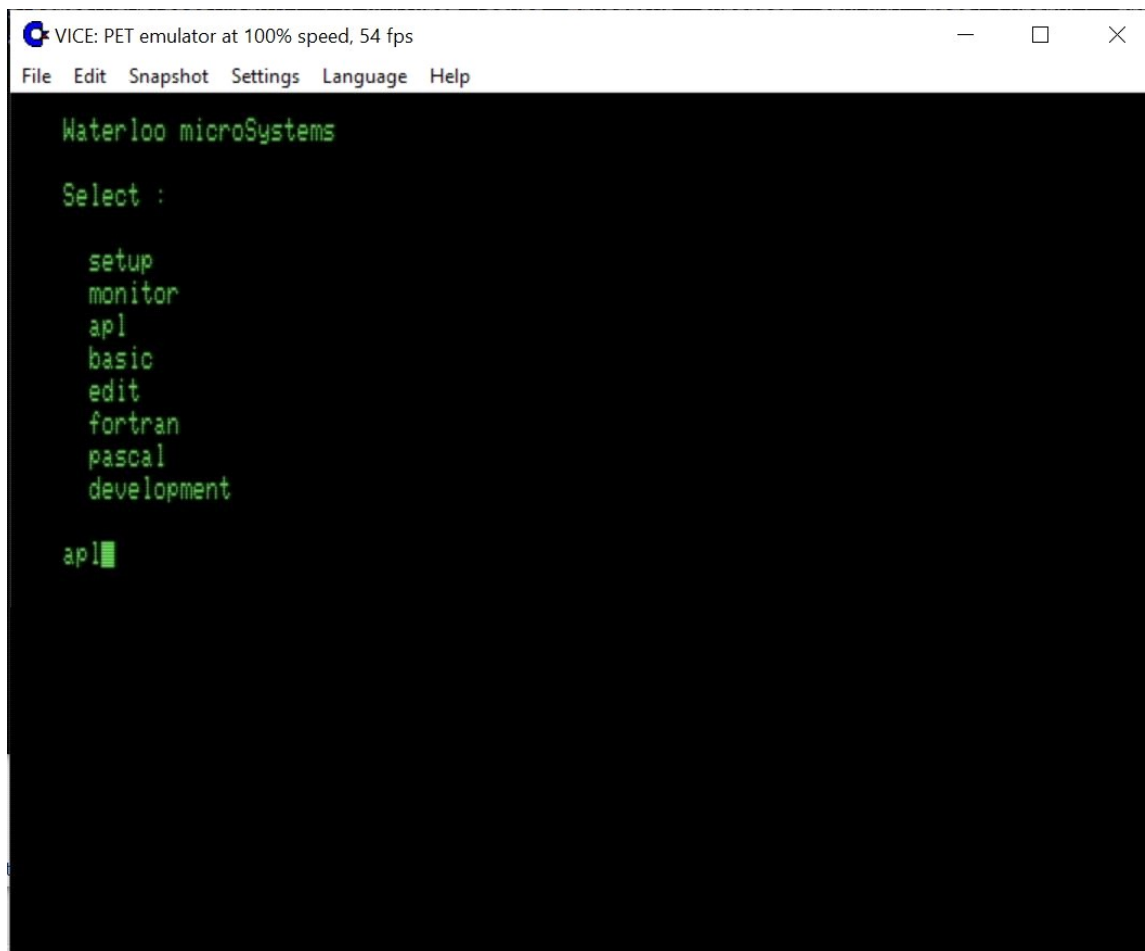 VICE: PET emulator at 100% speed, 54 fps
File Edit Snapshot Settings Language Help
Waterloo microSystems
Select :
setup
monitor
apl
basic
edit
fortran
pascal
development
apl